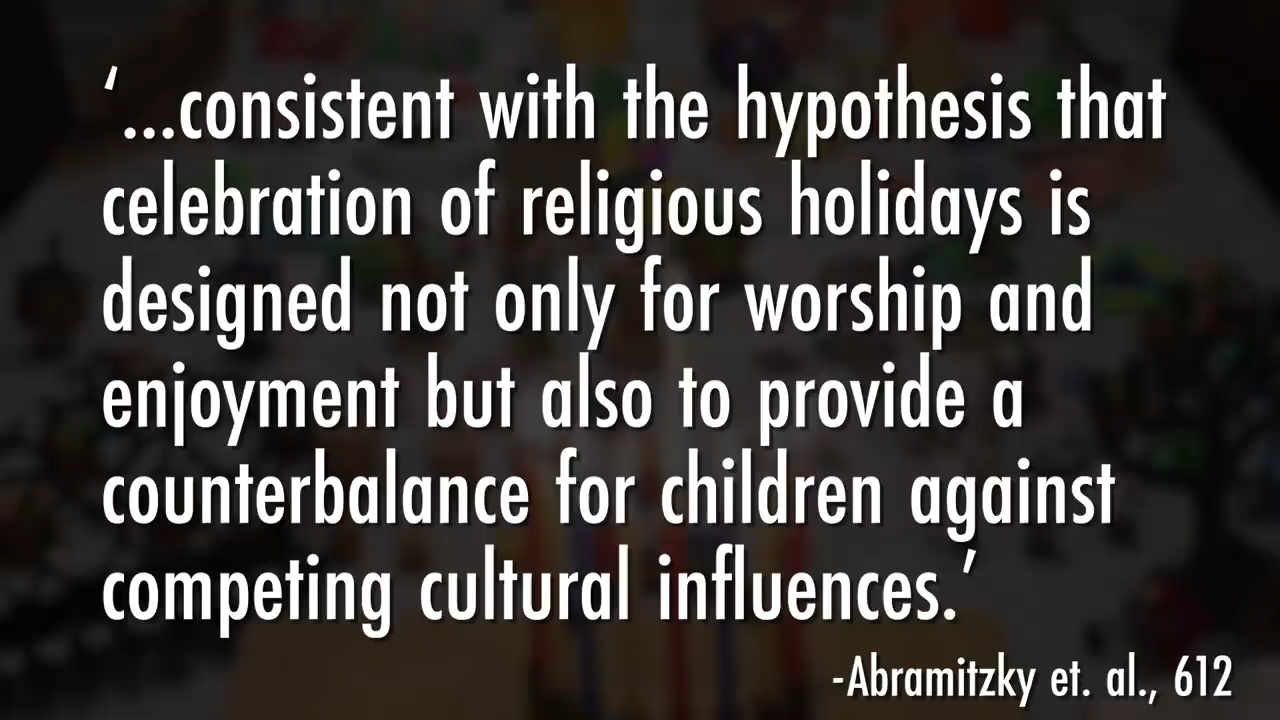 ‘...consistent with the hypothesis that
celebration of religious holidays is
designed not only for worship and
enjoyment but also to provide a
counterbalance for children against
competing cultural influences.’
-Abramitzky et. al., 612